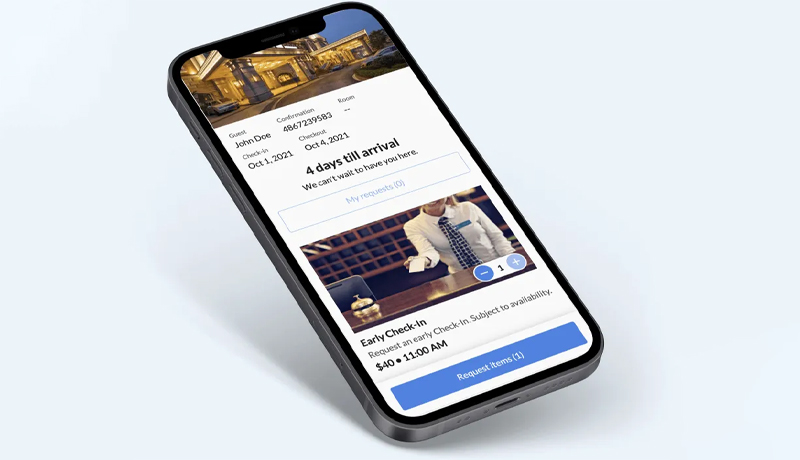 Guest Confirmation Room
John Doe 4867239583 --
Check-In Checkout
Oct 1, 2021 Oct 4, 2021
4 days till arrival
We can't wait to have you here.
My requests (0)
1
Early Check-In
Request an early Check-In. Subject to availability.
$40 • 11:00 AM
Request items (1)